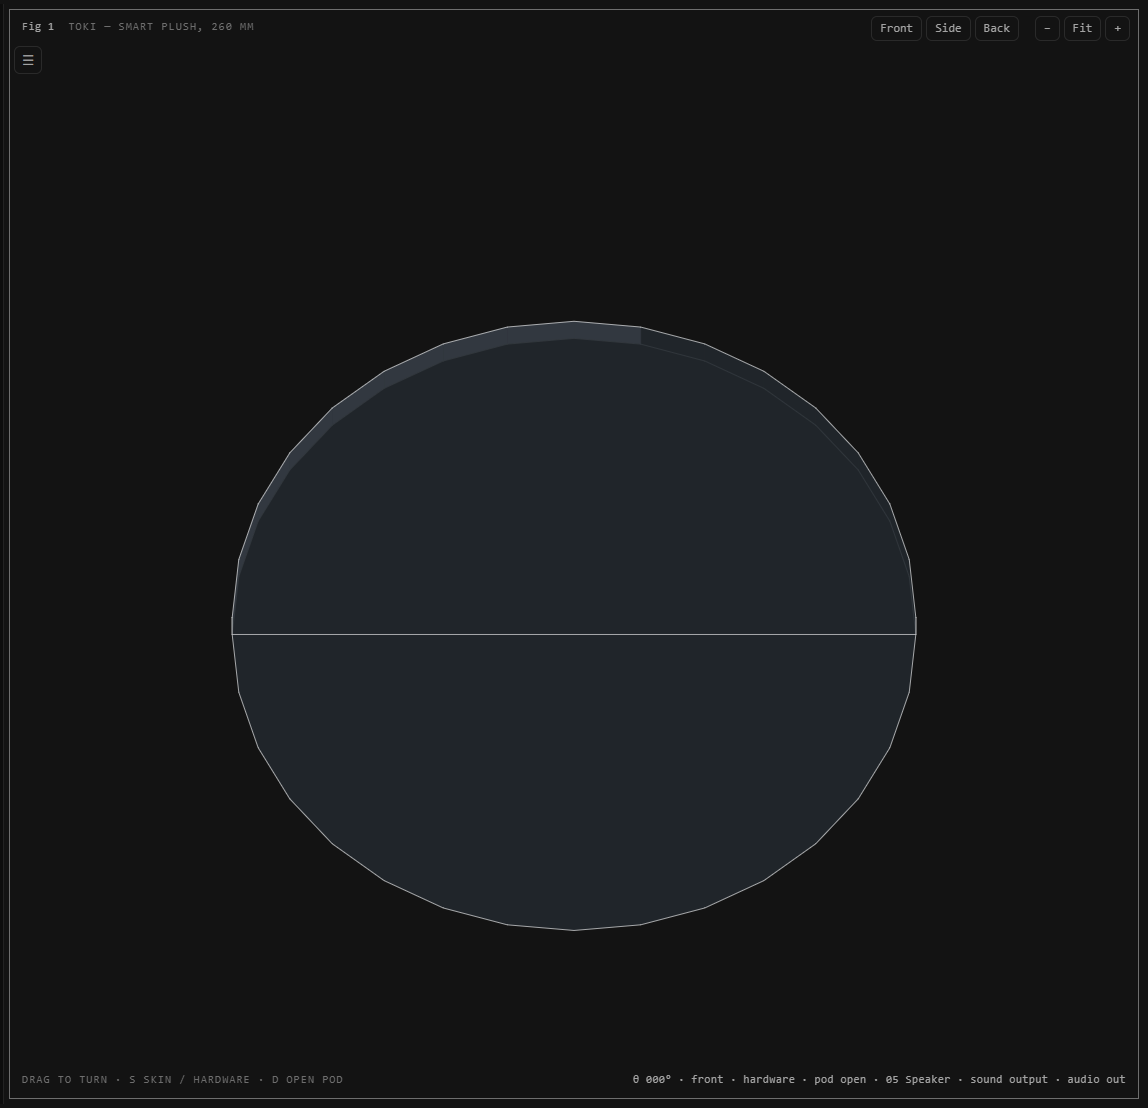 Fig 1 TOKI — SMART PLUSH, 260 MM
Front Side Back – Fit +
DRAG TO TURN · S SKIN / HARDWARE · D OPEN POD
θ 000° · front · hardware · pod open · 05 Speaker · sound output · audio out